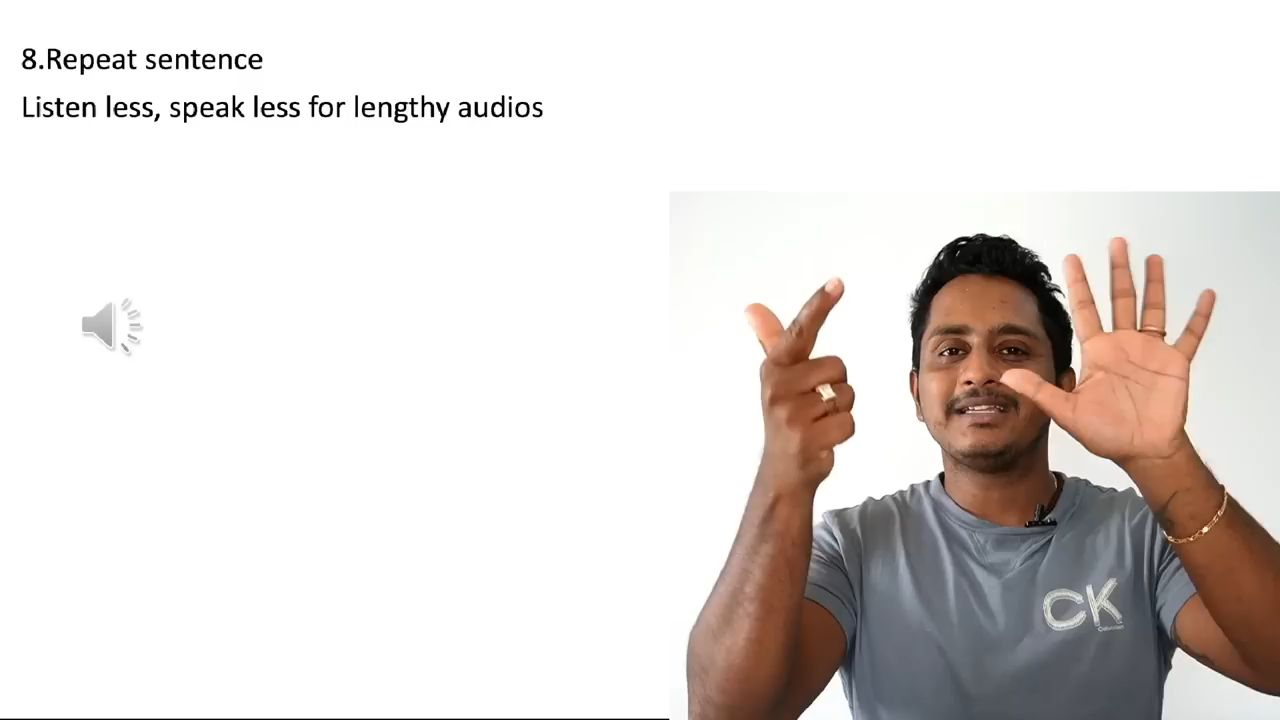 8.Repeat sentence
Listen less, speak less for lengthy audios
CK